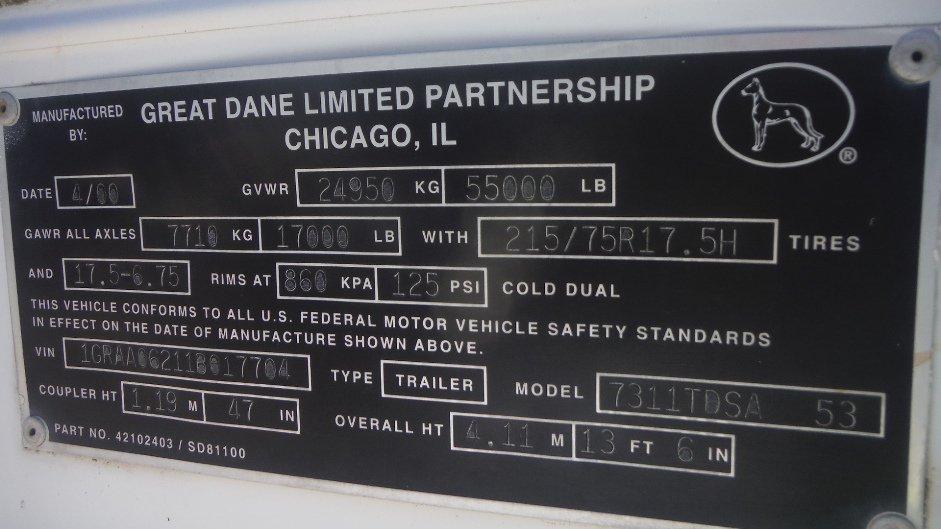 MANUFACTURED BY: GREAT DANE LIMITED PARTNERSHIP
CHICAGO, IL
®
DATE 4/00 GVWR 24950 KG 55000 LB
GAWR ALL AXLES 7710 KG 17000 LB WITH 215/75R17.5H TIRES
AND 17.5-6.75 RIMS AT 860 KPA 125 PSI COLD DUAL
THIS VEHICLE CONFORMS TO ALL U.S. FEDERAL MOTOR VEHICLE SAFETY STANDARDS
IN EFFECT ON THE DATE OF MANUFACTURE SHOWN ABOVE.
VIN 1GRAA06211B017704 TYPE TRAILER MODEL 7311TDSA 53
COUPLER HT 1.19 M 47 IN OVERALL HT 4.11 M 13 FT 6 IN
PART NO. 42102403 / SD81100